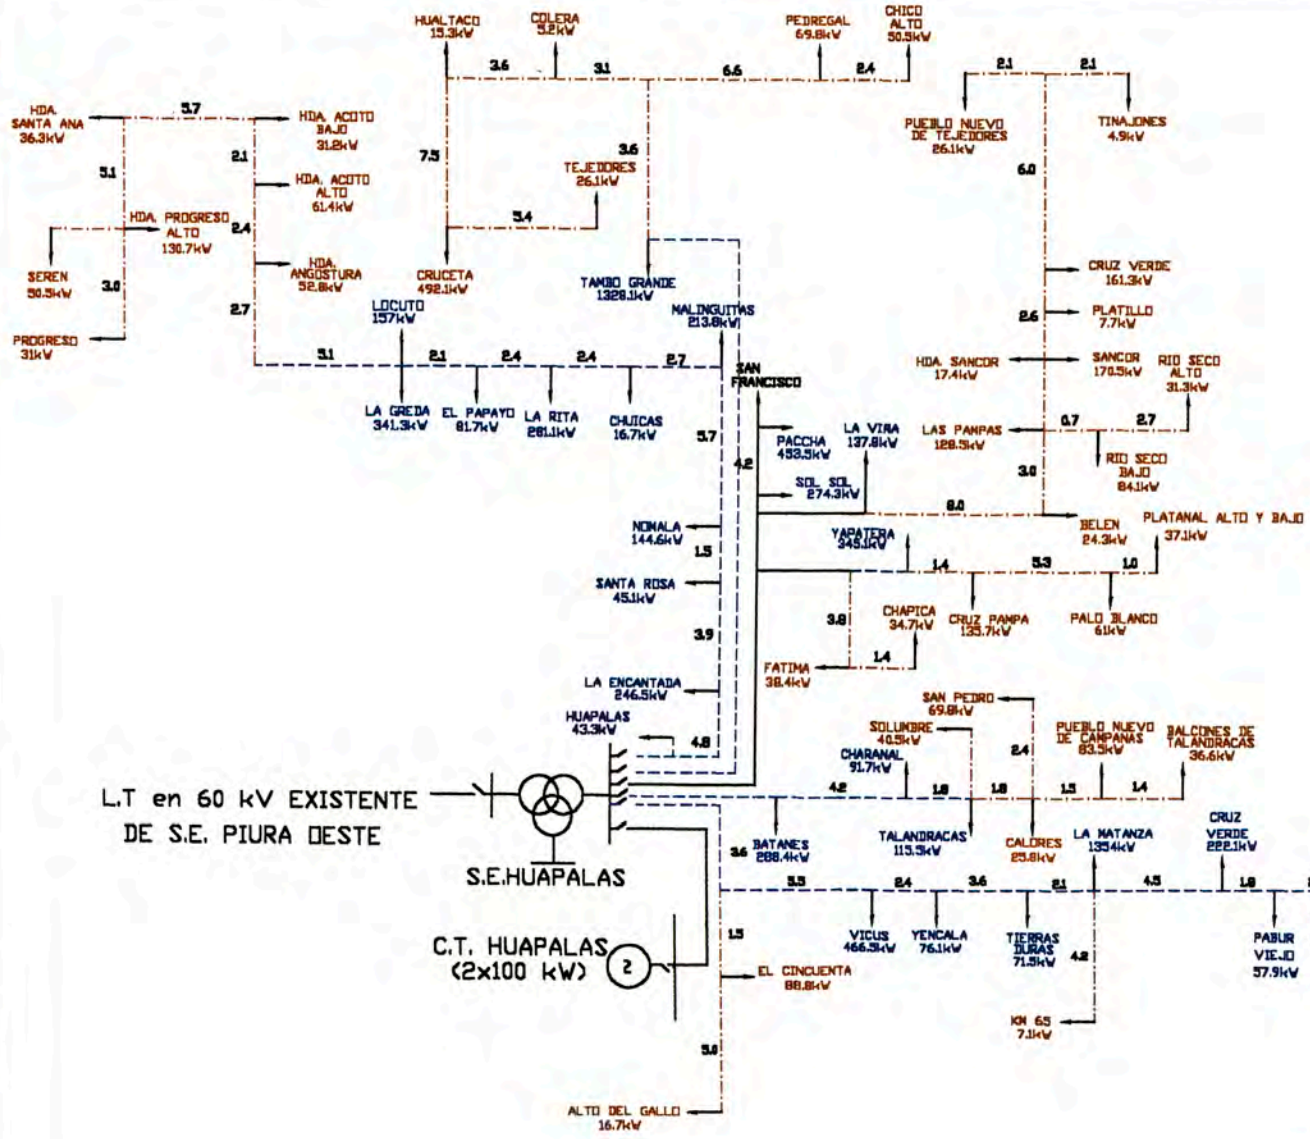 HUALTACO
15.3kW
COLERA
5.2kW
PEDREGAL
69.8kW
CHICO
ALTO
50.5kW
3.6
3.1
6.6
2.4
2.1
2.1
HDA.
SANTA ANA
36.3kW
5.7
HDA. ACOTO
BAJO
31.2kW
PUEBLO NUEVO
DE TEJEDORES
26.1kW
TINAJONES
4.9kW
5.1
2.1
7.5
3.6
6.0
TEJEDORES
26.1kW
HDA. ACOTO
ALTO
61.4kW
HDA. PROGRESO
ALTO
130.7kW
2.4
5.4
SEREN
50.5kW
3.0
HDA.
ANGOSTURA
52.8kW
CRUCETA
492.1kW
TAMBO GRANDE
1328.1kW
CRUZ VERDE
161.3kW
2.7
LOCUTO
157kW
MALINGUITAS
213.8kW
2.6
PLATILLO
7.7kW
PROGRESO
31kW
5.1
2.1
2.4
2.4
2.7
SAN
FRANCISCO
HDA. SANCOR
17.4kW
SANCOR
170.5kW
RIO SECO
ALTO
31.3kW
LA GREDA
341.3kW
EL PAPAYO
81.7kW
LA RITA
281.1kW
CHUICAS
16.7kW
5.7
4.2
PACCHA
453.5kW
LA VIÑA
137.8kW
LAS PAMPAS
128.5kW
0.7
2.7
RIO SECO
BAJO
84.1kW
3.0
SOL SOL
274.3kW
8.0
BELEN
24.3kW
PLATANAL ALTO Y BAJO
37.1kW
NOMALA
144.6kW
YAPATERA
345.1kW
1.5
1.4
5.3
1.0
SANTA ROSA
45.1kW
3.8
CHAPICA
34.7kW
CRUZ PAMPA
135.7kW
PALO BLANCO
61kW
3.9
1.4
FATIMA
38.4kW
LA ENCANTADA
246.5kW
SAN PEDRO
69.8kW
HUAPALAS
43.3kW
4.8
SOLUMBRE
40.5kW
2.4
PUEBLO NUEVO
DE CAMPANAS
83.5kW
BALCONES DE
TALANDRACAS
36.6kW
CHARANAL
91.7kW
L.T en 60 kV EXISTENTE
DE S.E. PIURA OESTE
4.2
1.8
1.8
1.5
1.4
3.6
BATANES
288.4kW
TALANDRACAS
115.5kW
CALORES
25.8kW
LA MATANZA
1354kW
CRUZ
VERDE
222.1kW
S.E.HUAPALAS
5.5
2.4
3.6
2.1
4.5
1.8
C.T. HUAPALAS
(2x100 kW)
2
1.5
VICUS
466.5kW
YENCALA
76.1kW
TIERRAS
DURAS
71.5kW
4.2
PABUR
VIEJO
57.9kW
EL CINCUENTA
88.8kW
KM 65
7.1kW
5.0
ALTO DEL GALLO
16.7kW